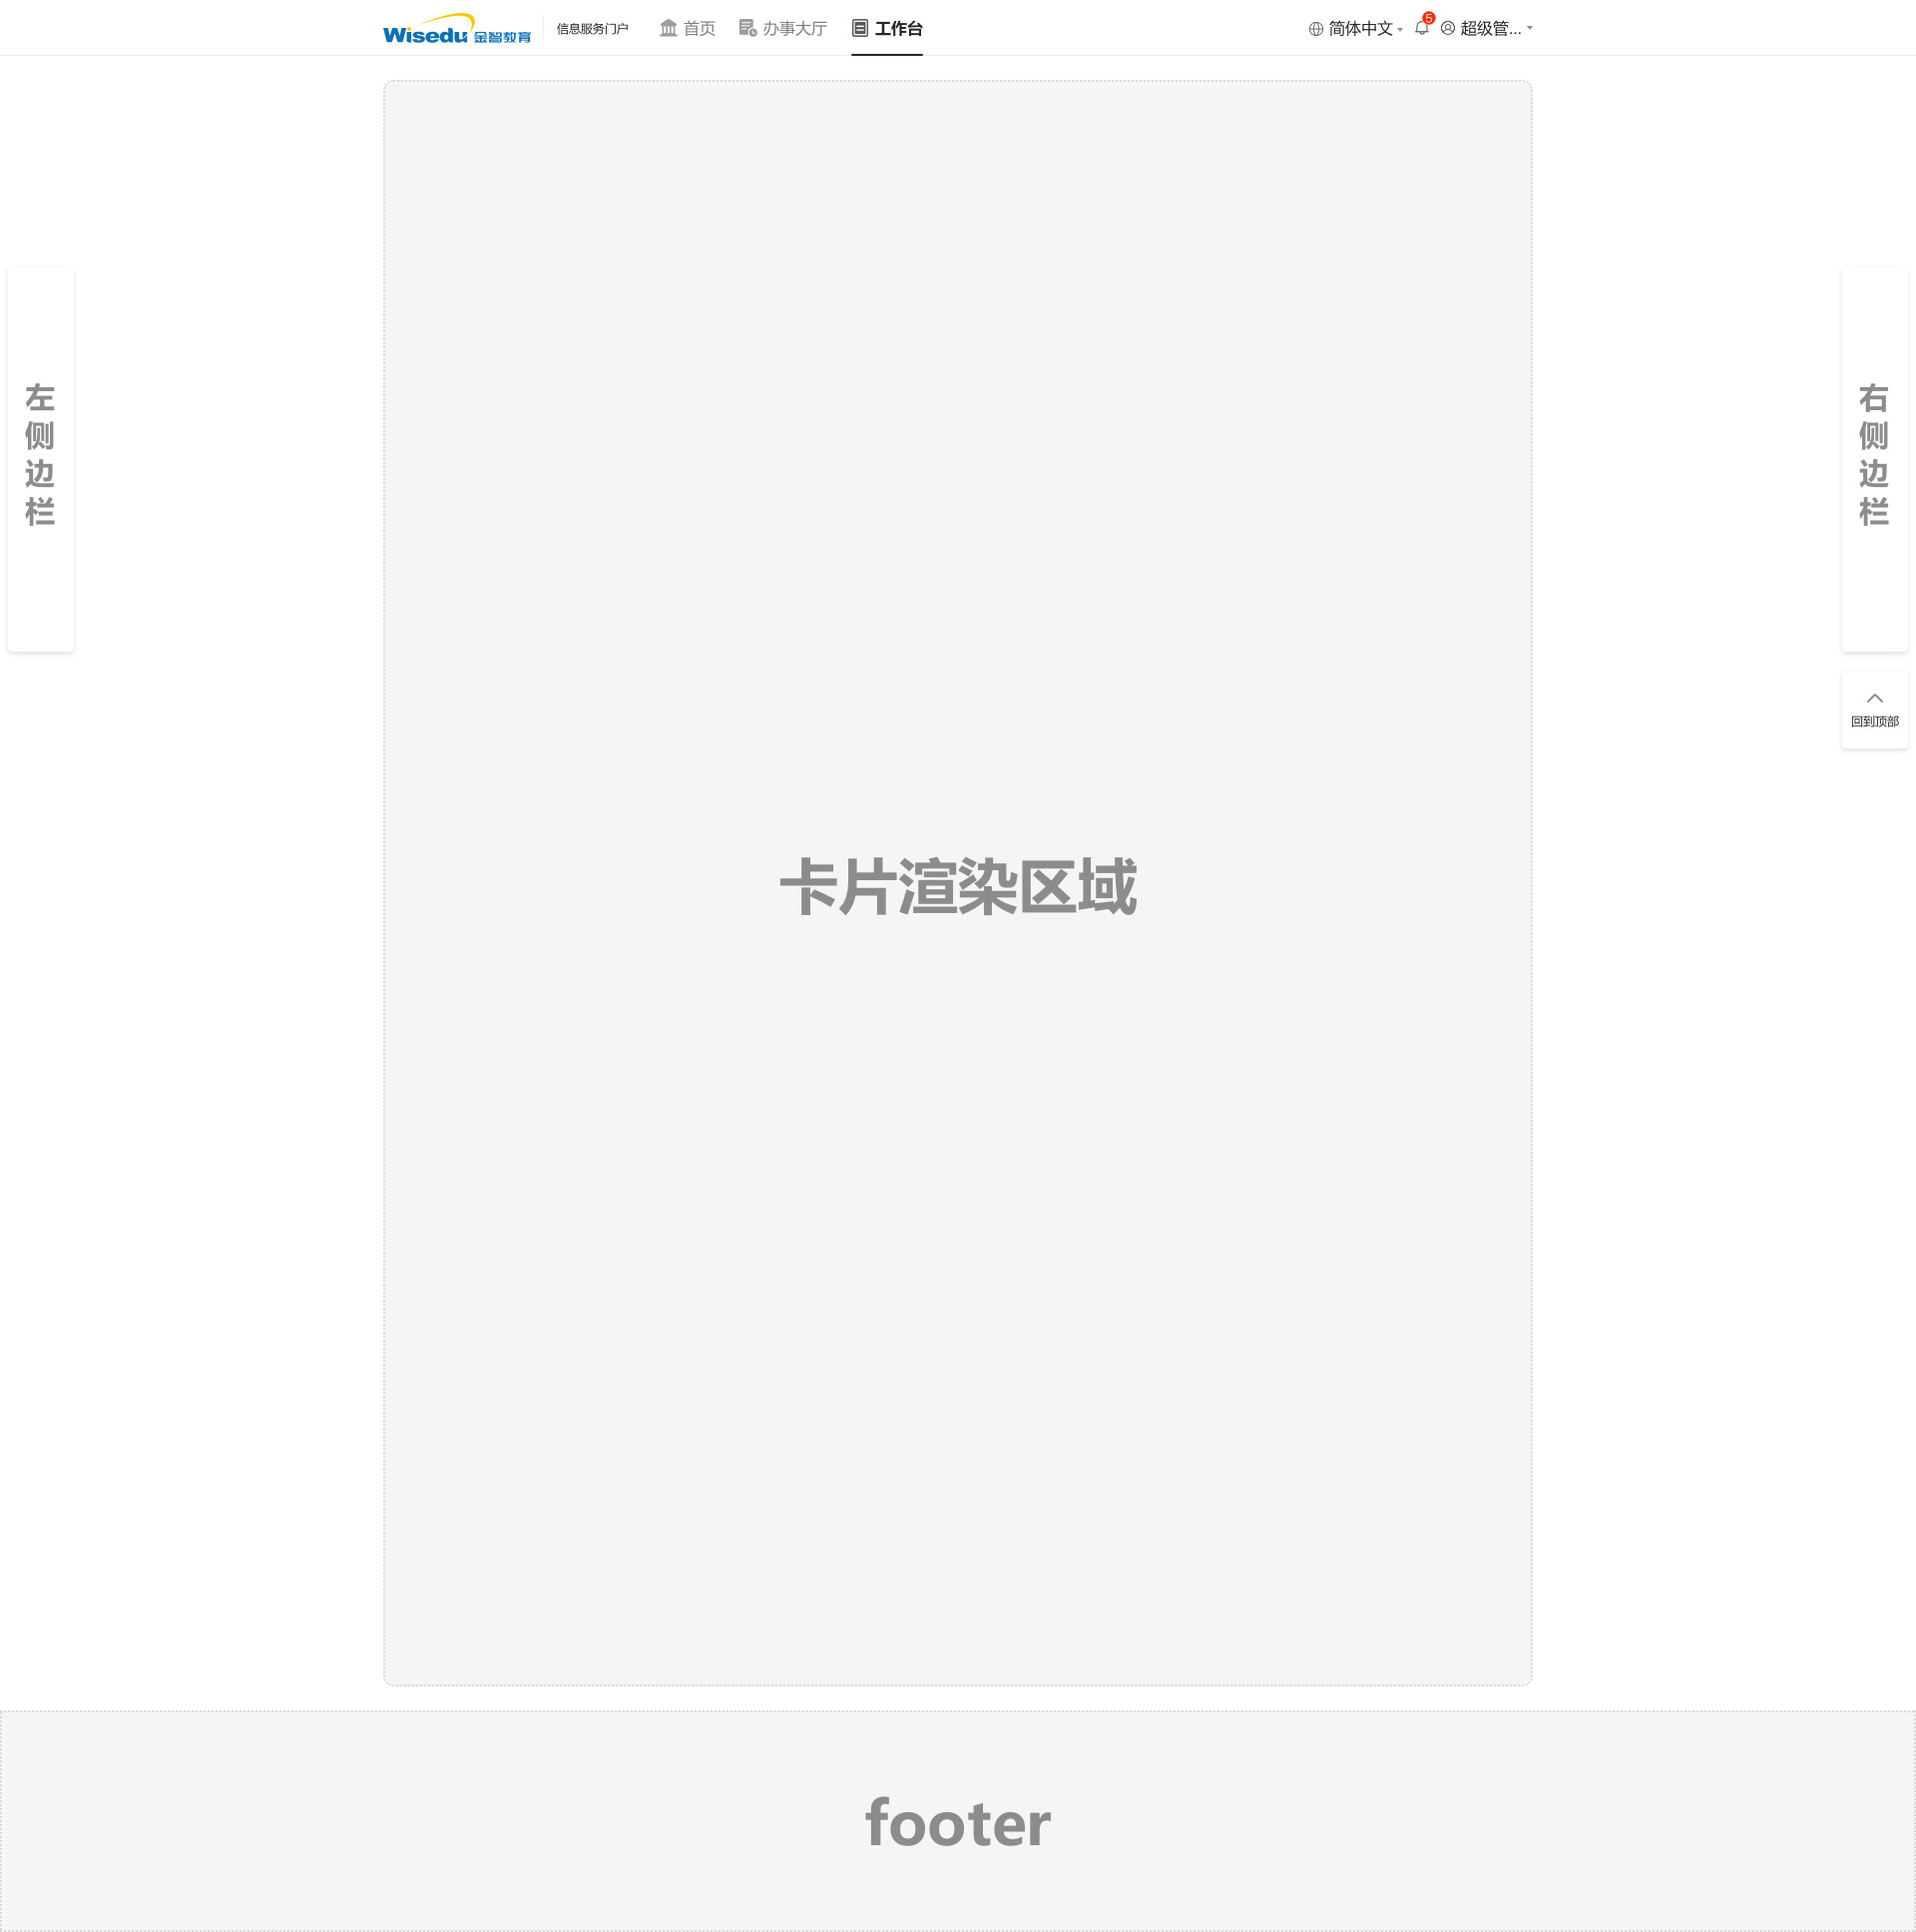 Wisedu 金智教育 信息服务门户 首页 办事大厅 工作台 简体中文 5 超级管...
左侧边栏
右侧边栏
回到顶部
卡片渲染区域
footer